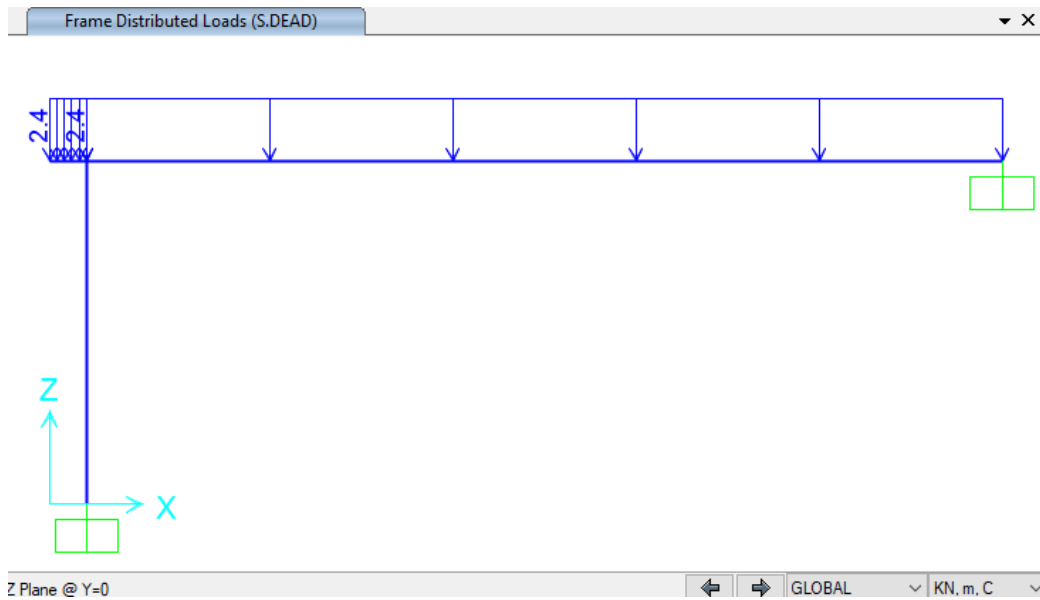 Frame Distributed Loads (S.DEAD)
2.4
2.4
Z
X
Z Plane @ Y=0
GLOBAL
KN, m, C